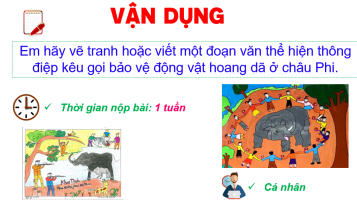 VẬN DỤNG
Em hãy vẽ tranh hoặc viết một đoạn văn thể hiện thông
điệp kêu gọi bảo vệ động vật hoang dã ở châu Phi.
✓ Thời gian nộp bài: 1 tuần
✓ Cá nhân